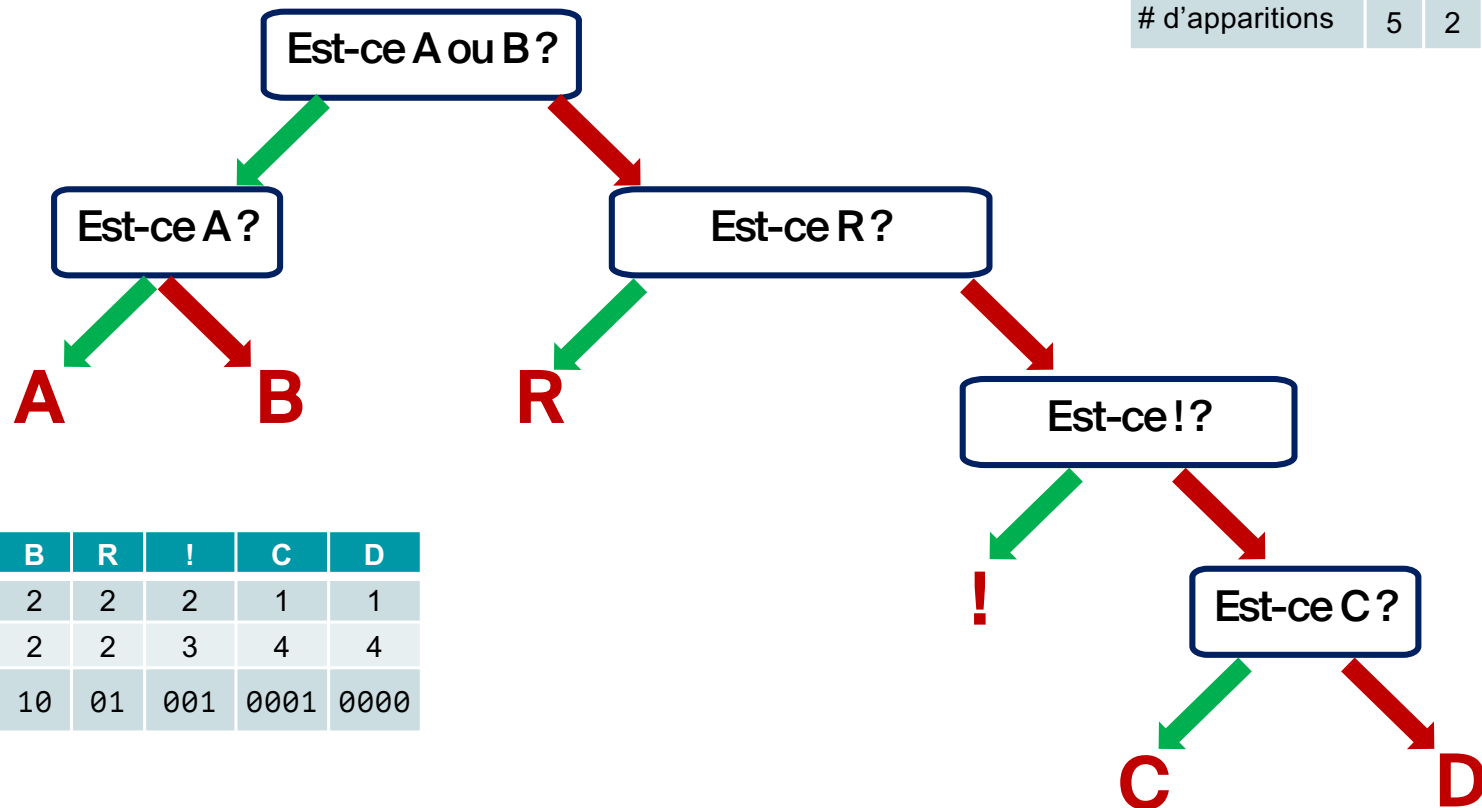 Est-ce A ou B ?
# d’apparitions 5 2
Est-ce A ?
Est-ce R ?
A B R
Est-ce ! ?
B R ! C D
2 2 2 1 1
2 2 3 4 4
10 01 001 0001 0000
!
Est-ce C ?
C D